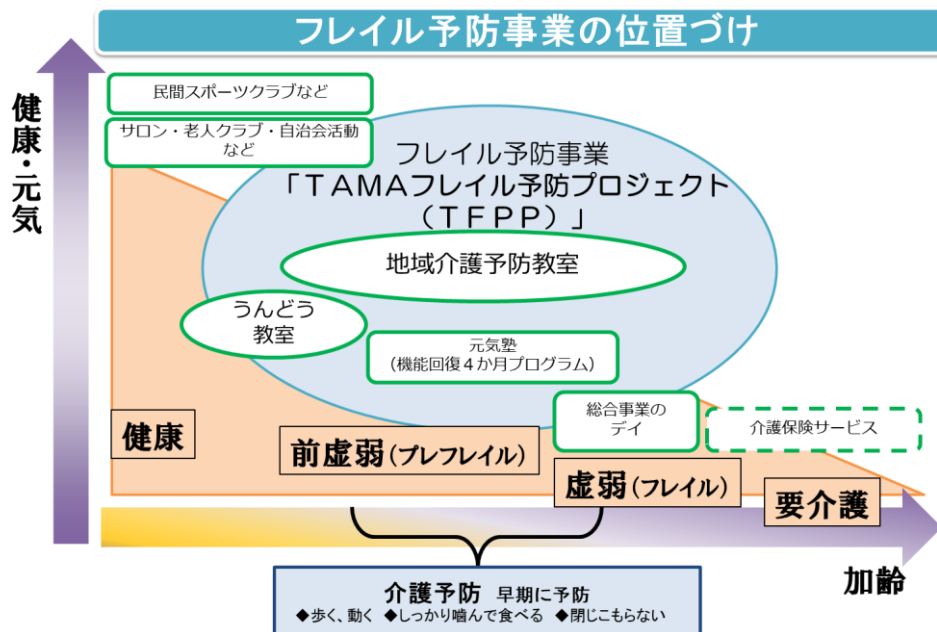 フレイル予防事業の位置づけ
健康・元気
民間スポーツクラブなど
サロン・老人クラブ・自治会活動
など
フレイル予防事業
「ＴＡＭＡフレイル予防プロジェクト
（ＴＦＰＰ）」
地域介護予防教室
うんどう
教室
元気塾
（機能回復４か月プログラム）
総合事業の
デイ
介護保険サービス
健康
前虚弱(プレフレイル)
虚弱(フレイル)
要介護
加齢
介護予防 早期に予防
◆歩く、動く ◆しっかり噛んで食べる ◆閉じこもらない